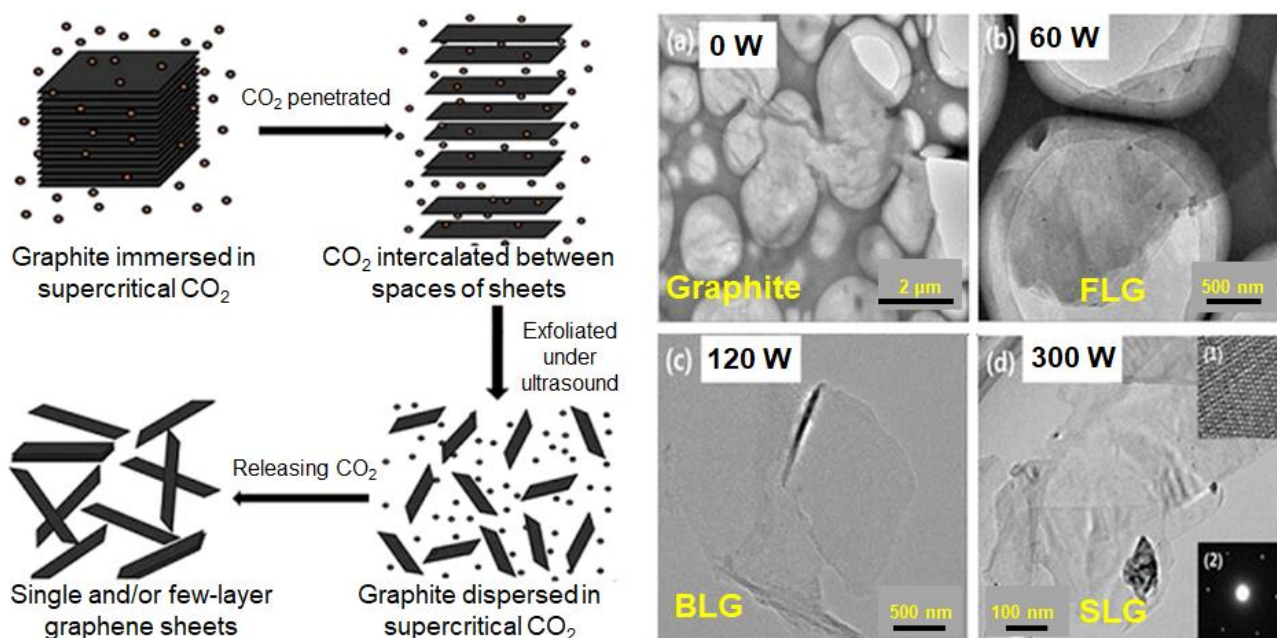 CO₂ penetrated
Graphite immersed in
supercritical CO₂
CO₂ intercalated between
spaces of sheets
Exfoliated
under
ultrasound
Releasing CO₂
Single and/or few-layer
graphene sheets
Graphite dispersed in
supercritical CO₂
(a) 0 W
Graphite
2 μm
(b) 60 W
FLG
500 nm
(c) 120 W
BLG
500 nm
(d) 300 W
(1)
(2)
SLG
100 nm